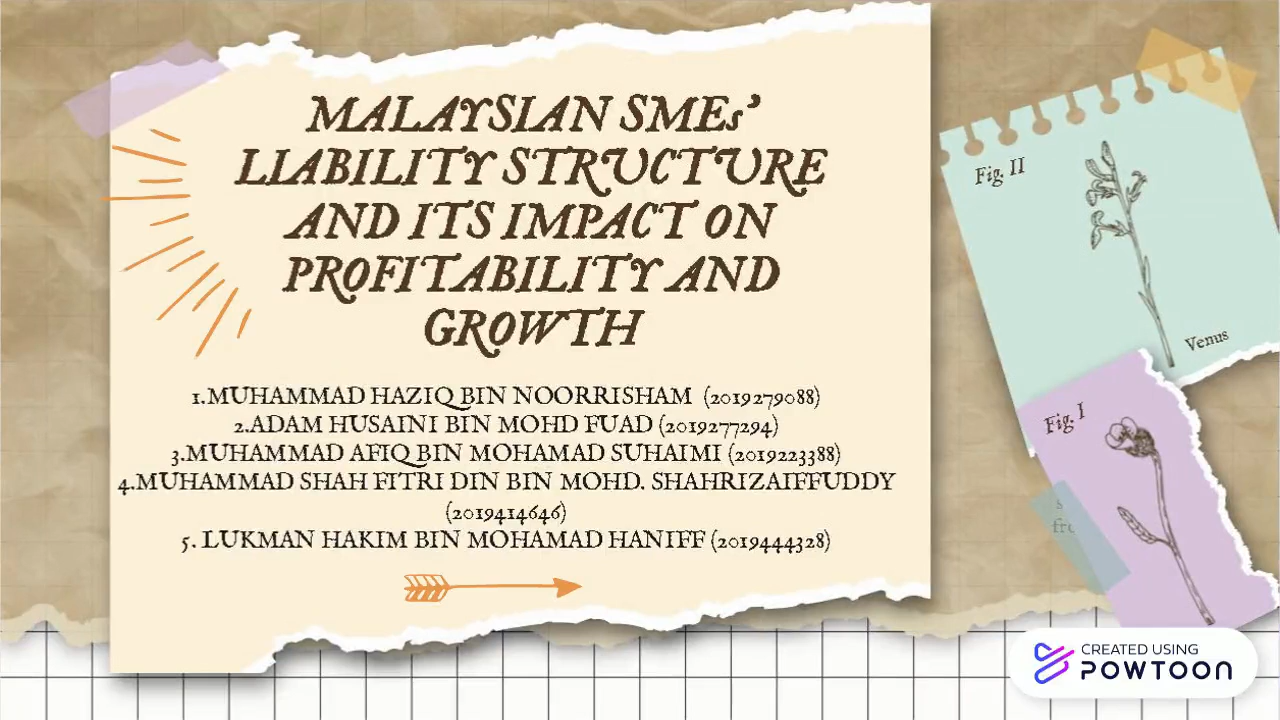 MALAYSIAN SMEs'
LIABILITY STRUCTURE
AND ITS IMPACT ON
PROFITABILITY AND
GROWTH
1.MUHAMMAD HAZIQ BIN NOORRISHAM (2019279088)
2.ADAM HUSAINI BIN MOHD FUAD (2019277294)
3.MUHAMMAD AFIQ BIN MOHAMAD SUHAIMI (2019223388)
4.MUHAMMAD SHAH FITRI DIN BIN MOHD. SHAHRIZAIFFUDDY
(2019414646)
5. LUKMAN HAKIM BIN MOHAMAD HANIFF (2019444328)
Fig. II
Venus
Fig. I
CREATED USING
POWTOON